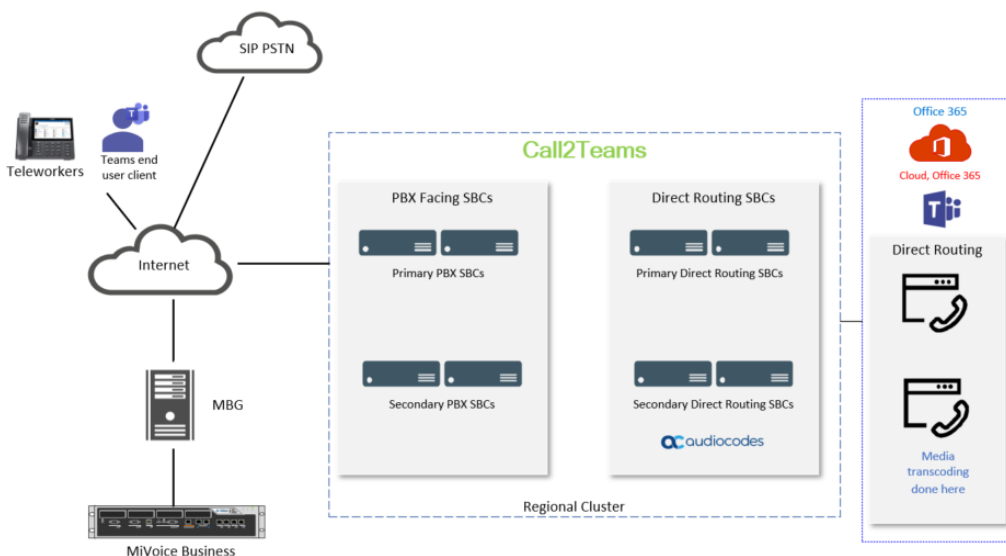 SIP PSTN
Teleworkers
Teams end
user client
Internet
MBG
MiVoice Business
Call2Teams
PBX Facing SBCs
Primary PBX SBCs
Secondary PBX SBCs
Direct Routing SBCs
Primary Direct Routing SBCs
Secondary Direct Routing SBCs
audiocodes
Regional Cluster
Office 365
Cloud, Office 365
Direct Routing
Media
transcoding
done here